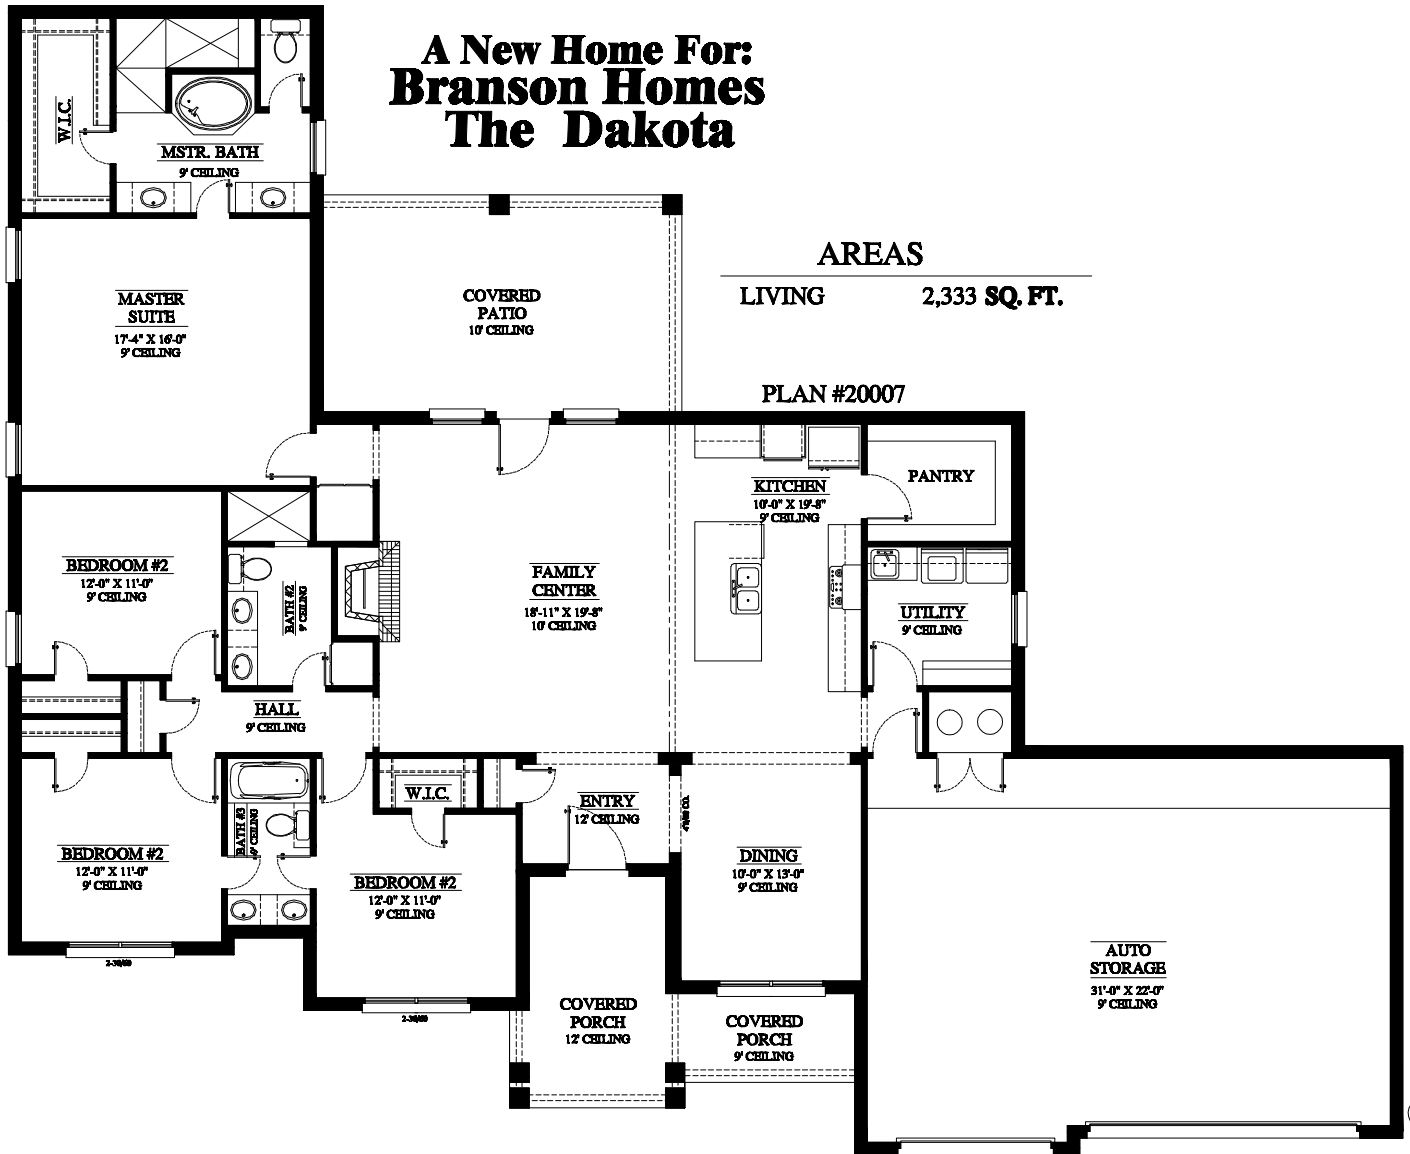 A New Home For:
Branson Homes
The Dakota
W.I.C.
MSTR. BATH
9' CEILING
AREAS
LIVING 2,333 SQ. FT.
MASTER
SUITE
17'-4" X 16'-0"
9' CEILING
COVERED
PATIO
10' CEILING
PLAN #20007
KITCHEN
10'-0" X 19'-8"
9' CEILING
PANTRY
BEDROOM #2
12'-0" X 11'-0"
9' CEILING
BATH #2
9' CEILING
FAMILY
CENTER
18'-11" X 19'-8"
10' CEILING
UTILITY
9' CEILING
HALL
9' CEILING
W.I.C.
ENTRY
12' CEILING
BATH #3
9' CEILING
BEDROOM #2
12'-0" X 11'-0"
9' CEILING
BEDROOM #2
12'-0" X 11'-0"
9' CEILING
DINING
10'-0" X 13'-0"
9' CEILING
AUTO
STORAGE
31'-0" X 22'-0"
9' CEILING
COVERED
PORCH
12' CEILING
COVERED
PORCH
9' CEILING